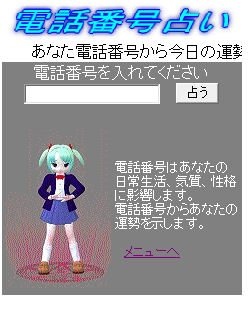 電話番号占い
あなた電話番号から今日の運勢
電話番号を入れてください
占う
電話番号はあなたの
日常生活、気質、性格
に影響します。
電話番号からあなたの
運勢を示します。
メニューへ